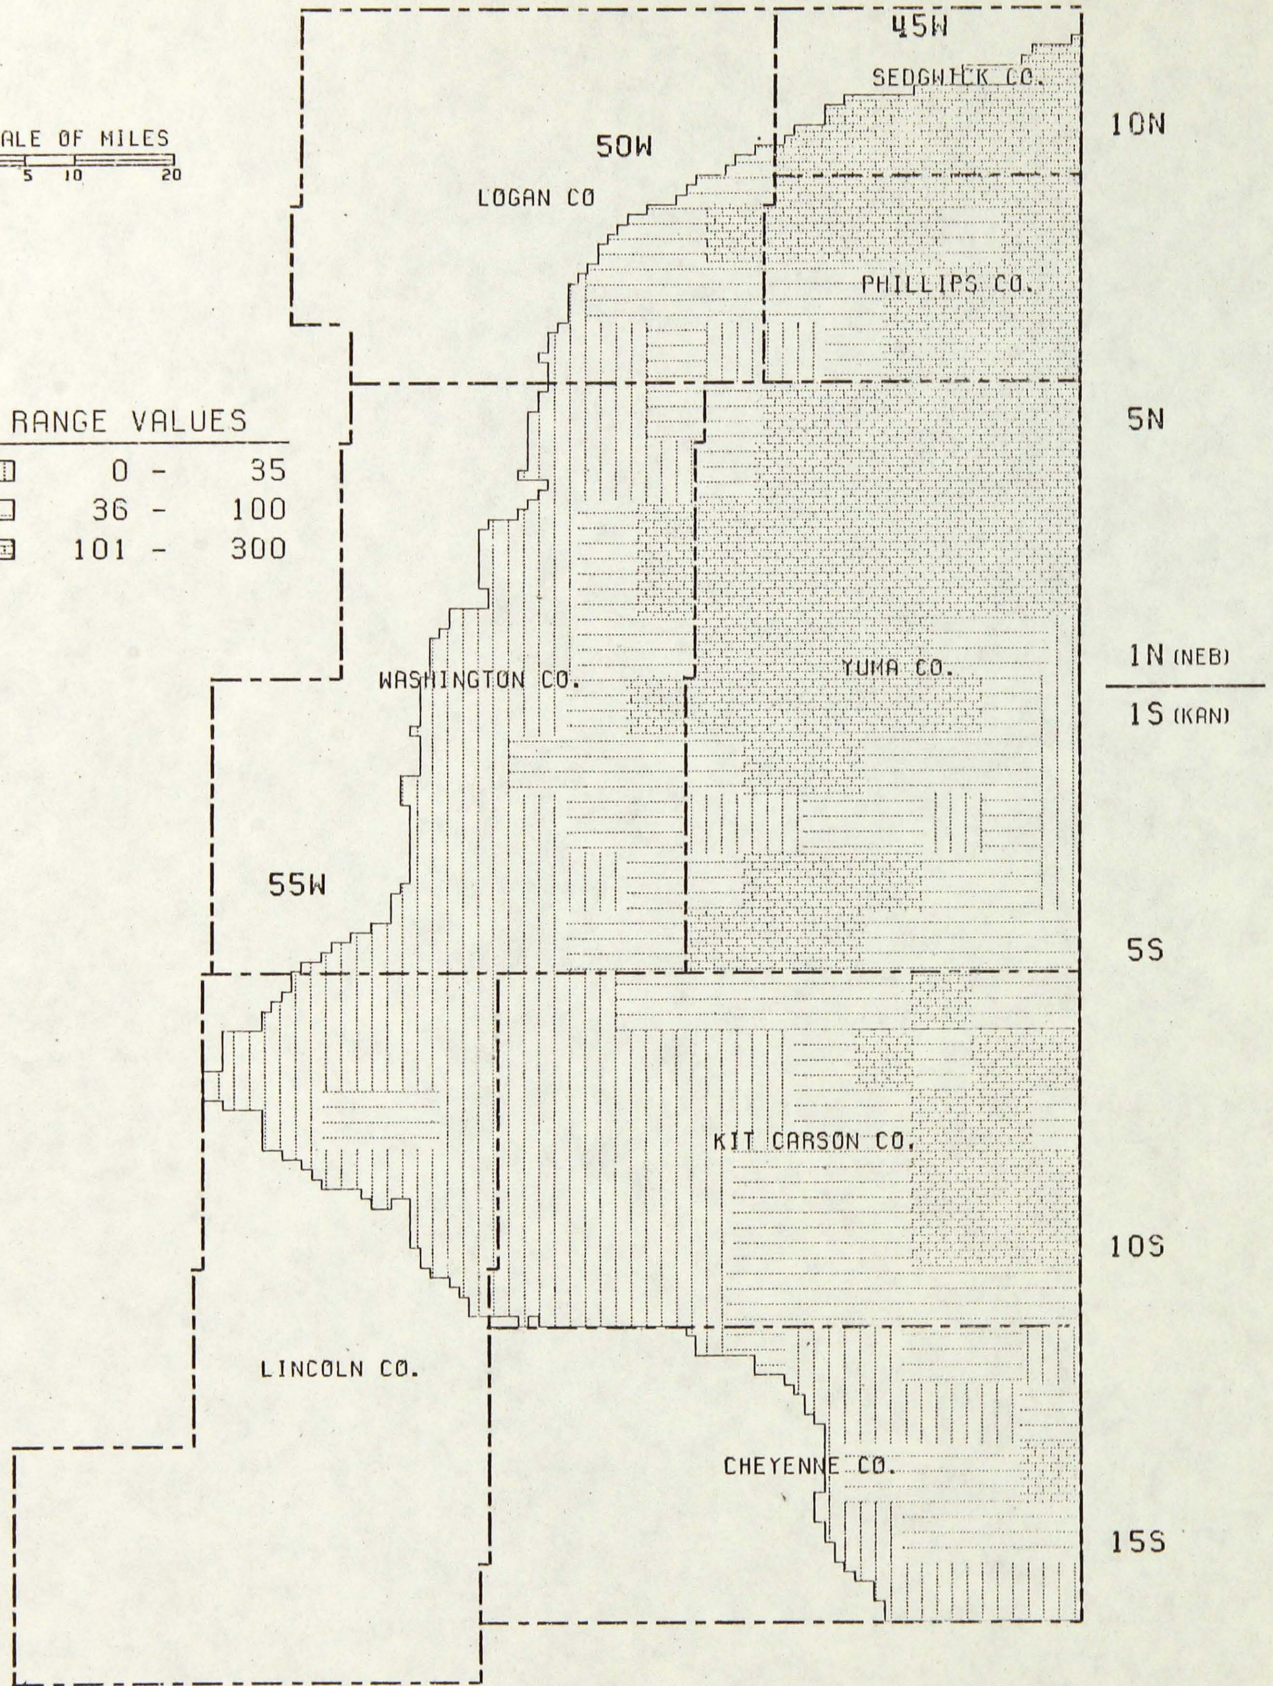 45W
SEDGWICK CO.
10N
ALE OF MILES
5 10 20
50W
LOGAN CO
PHILLIPS CO.
RANGE VALUES
0 - 35
36 - 100
101 - 300
5N
WASHINGTON CO.
YUMA CO.
1N (NEB)
1S (KAN)
55W
5S
KIT CARSON CO.
10S
LINCOLN CO.
CHEYENNE CO.
15S